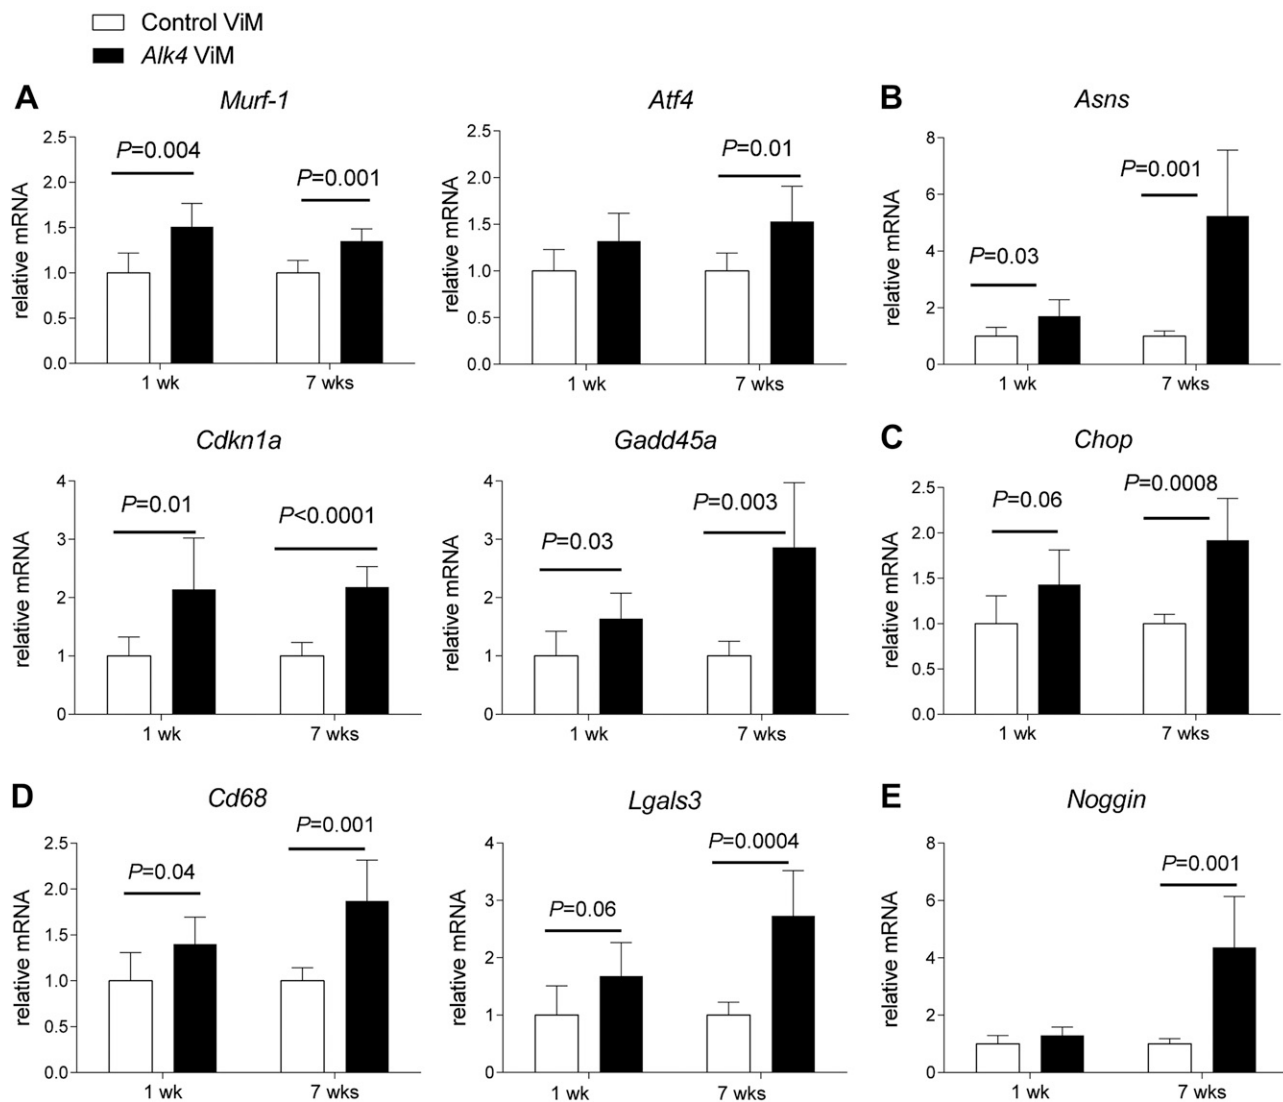 Control ViM
Alk4 ViM
A
Murf-1
relative mRNA
2.5
2.0
1.5
1.0
0.5
0.0
P=0.004
P=0.001
1 wk
7 wks
Atf4
relative mRNA
2.5
2.0
1.5
1.0
0.5
0.0
P=0.01
1 wk
7 wks
B
Asns
relative mRNA
8
6
4
2
0
P=0.03
P=0.001
1 wk
7 wks
Cdkn1a
relative mRNA
4
3
2
1
0
P=0.01
P<0.0001
1 wk
7 wks
Gadd45a
relative mRNA
4
3
2
1
0
P=0.03
P=0.003
1 wk
7 wks
C
Chop
relative mRNA
2.5
2.0
1.5
1.0
0.5
0.0
P=0.06
P=0.0008
1 wk
7 wks
D
Cd68
relative mRNA
2.5
2.0
1.5
1.0
0.5
0.0
P=0.04
P=0.001
1 wk
7 wks
Lgals3
relative mRNA
4
3
2
1
0
P=0.06
P=0.0004
1 wk
7 wks
E
Noggin
relative mRNA
8
6
4
2
0
P=0.001
1 wk
7 wks